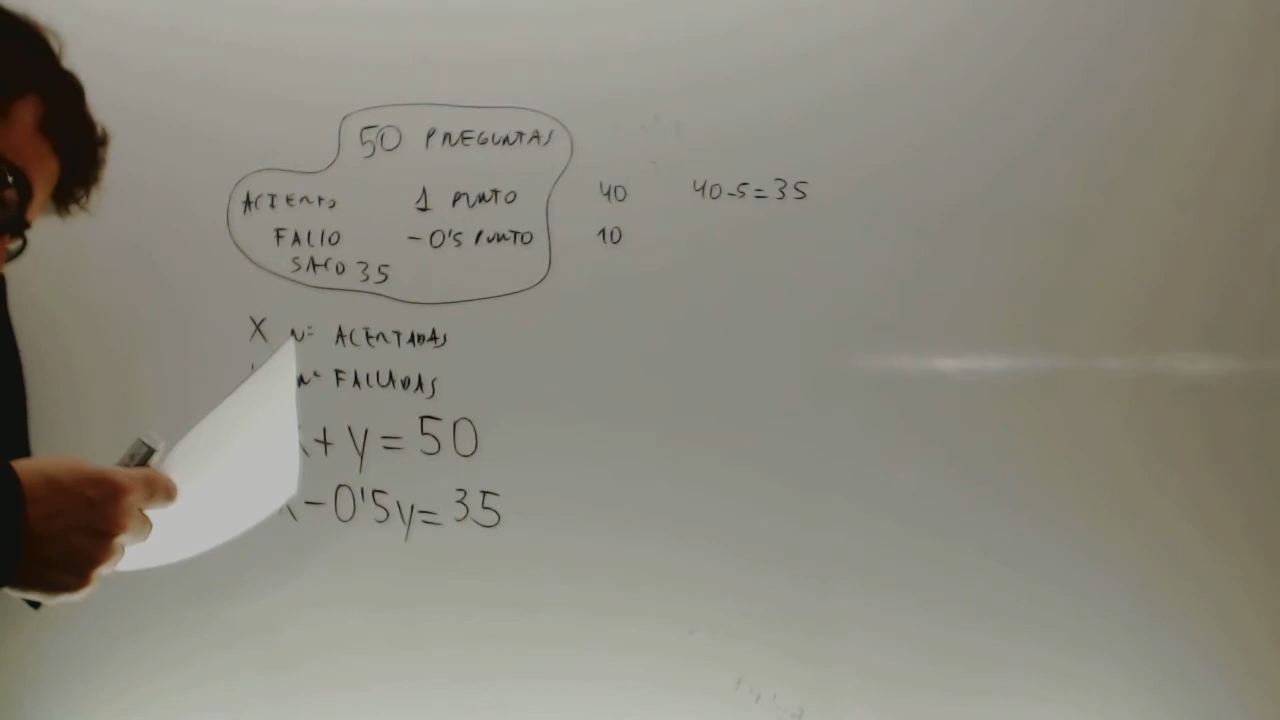 50 PREGUNTAS
ACIERTO 1 PUNTO 40 40-5=35
FALLO -0'5 PUNTO 10
SACO 35
X Nº ACERTADAS
Nº FALLADAS
x+y=50
x-0'5y=35